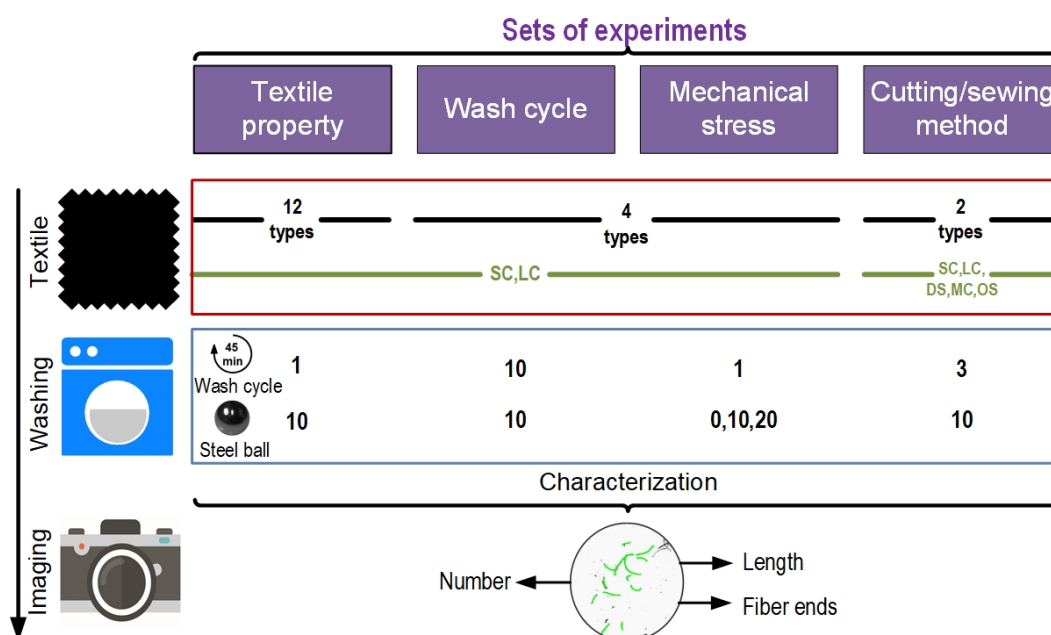 Sets of experiments
Textile
property
Wash cycle
Mechanical
stress
Cutting/sewing
method
Textile
12
types
4
types
2
types
SC,LC
SC,LC,
DS,MC,OS
Washing
45
min
Wash cycle
1
10
1
3
Steel ball
10
10
0,10,20
10
Characterization
Imaging
Number
Length
Fiber ends